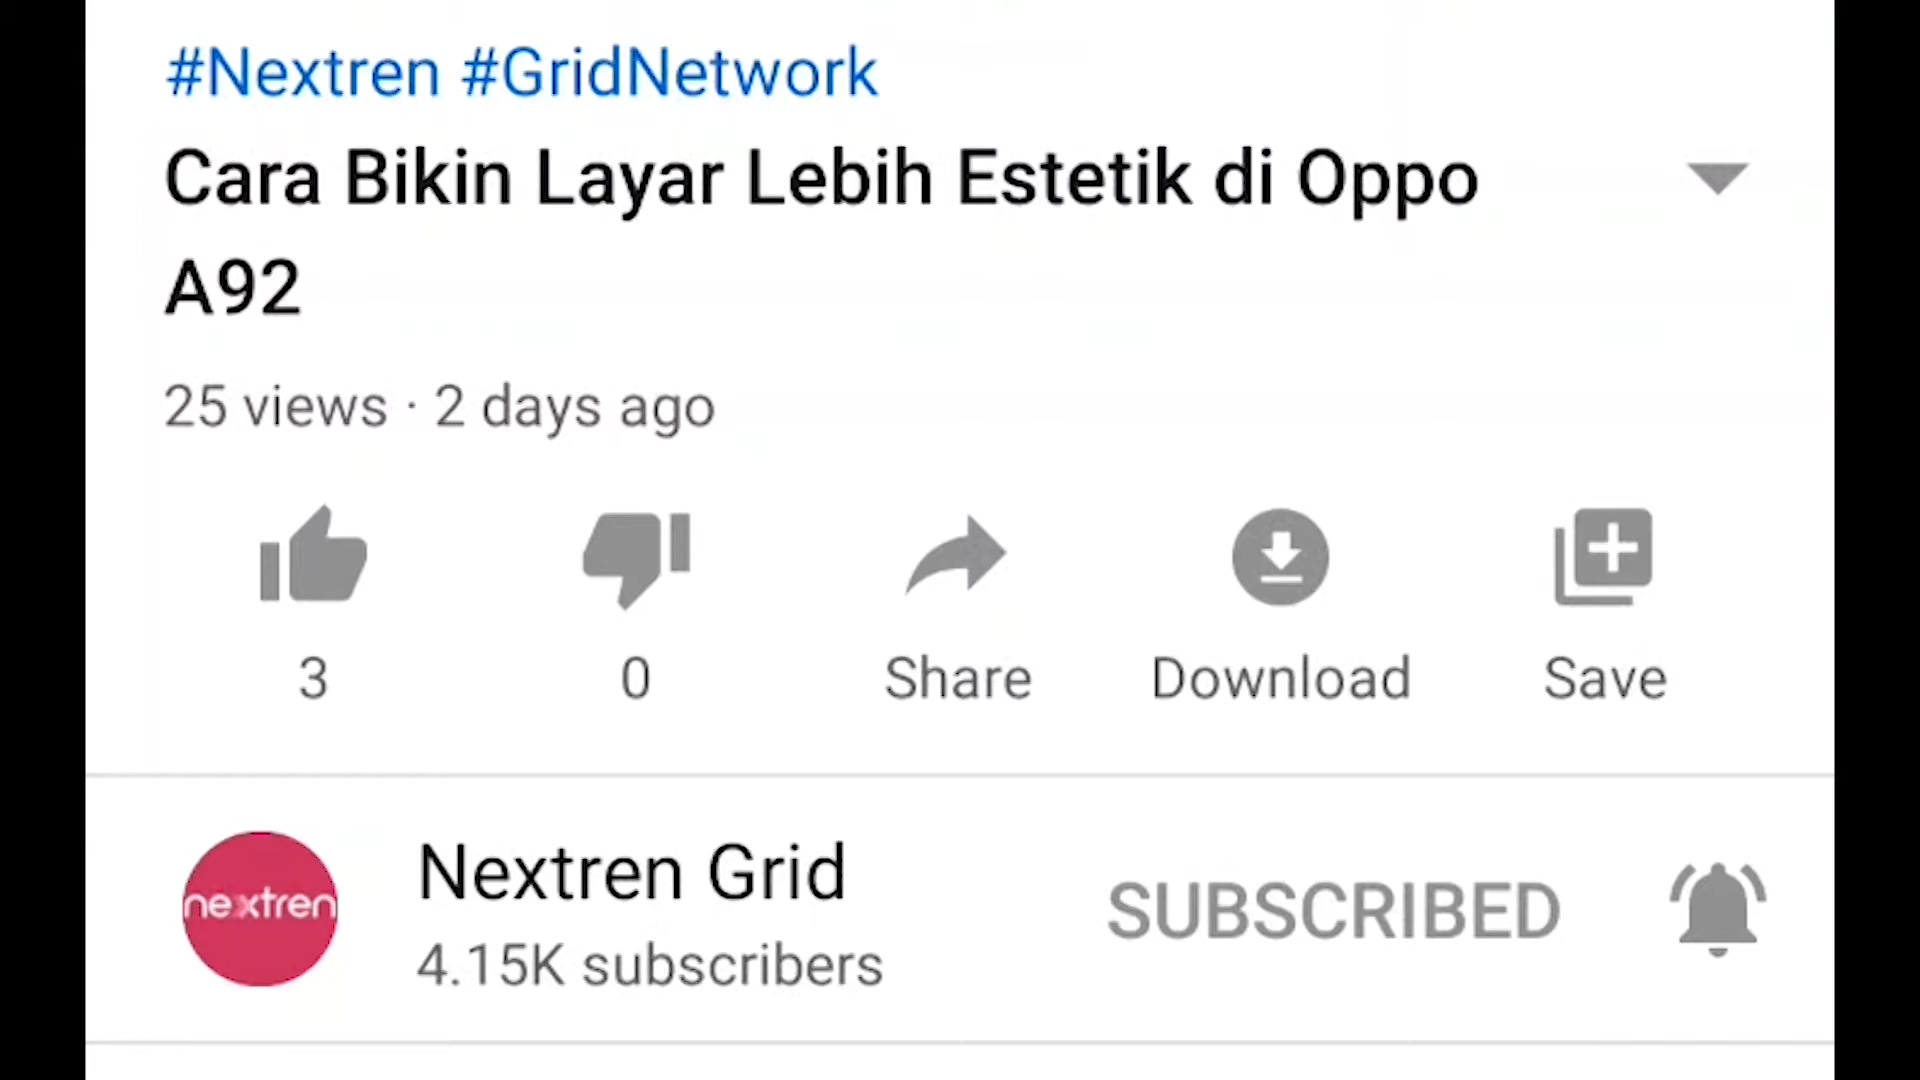 #Nextren #GridNetwork
Cara Bikin Layar Lebih Estetik di Oppo
A92
25 views · 2 days ago
3 0 Share Download Save
nextren
Nextren Grid
4.15K subscribers
SUBSCRIBED